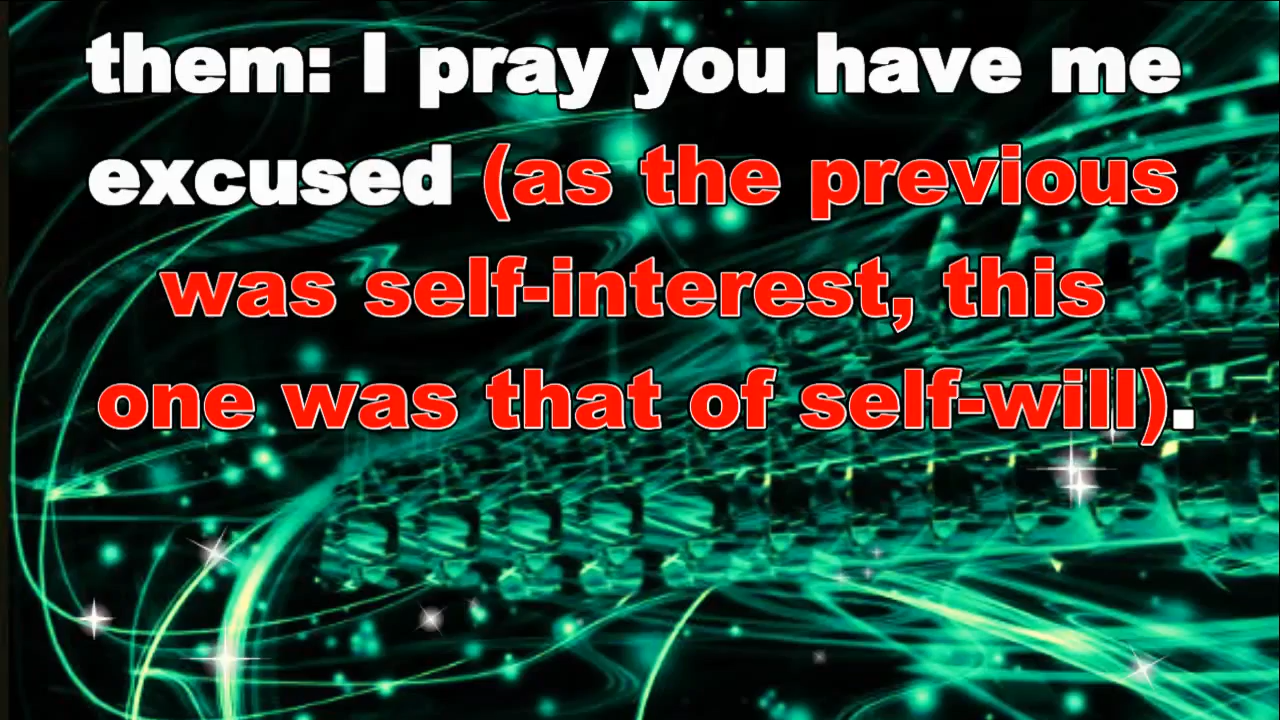 them: I pray you have me
excused (as the previous
was self-interest, this
one was that of self-will).